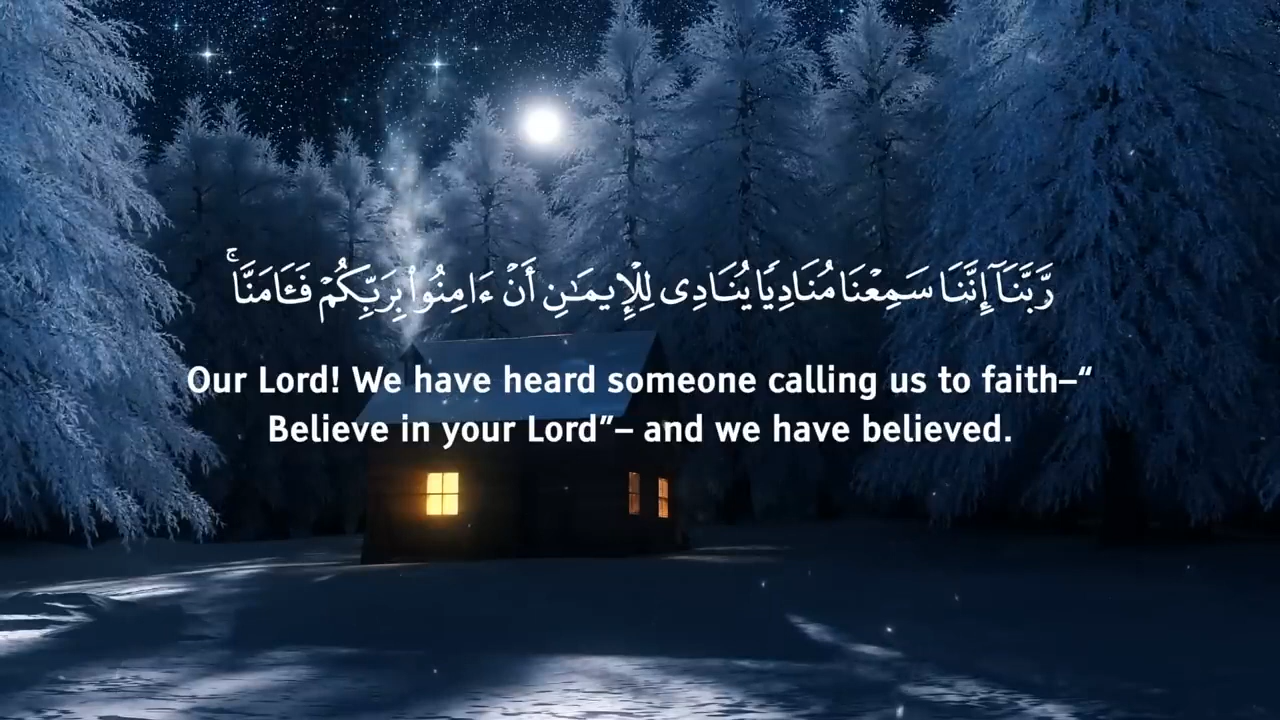 رَّبَّنَآ إِنَّنَا سَمِعْنَا مُنَادِيًا يُنَادِى لِلْإِيمَـٰنِ أَنْ ءَامِنُوا۟ بِرَبِّكُمْ فَـَٔامَنَّا ۚ
Our Lord! We have heard someone calling us to faith–“
Believe in your Lord”– and we have believed.